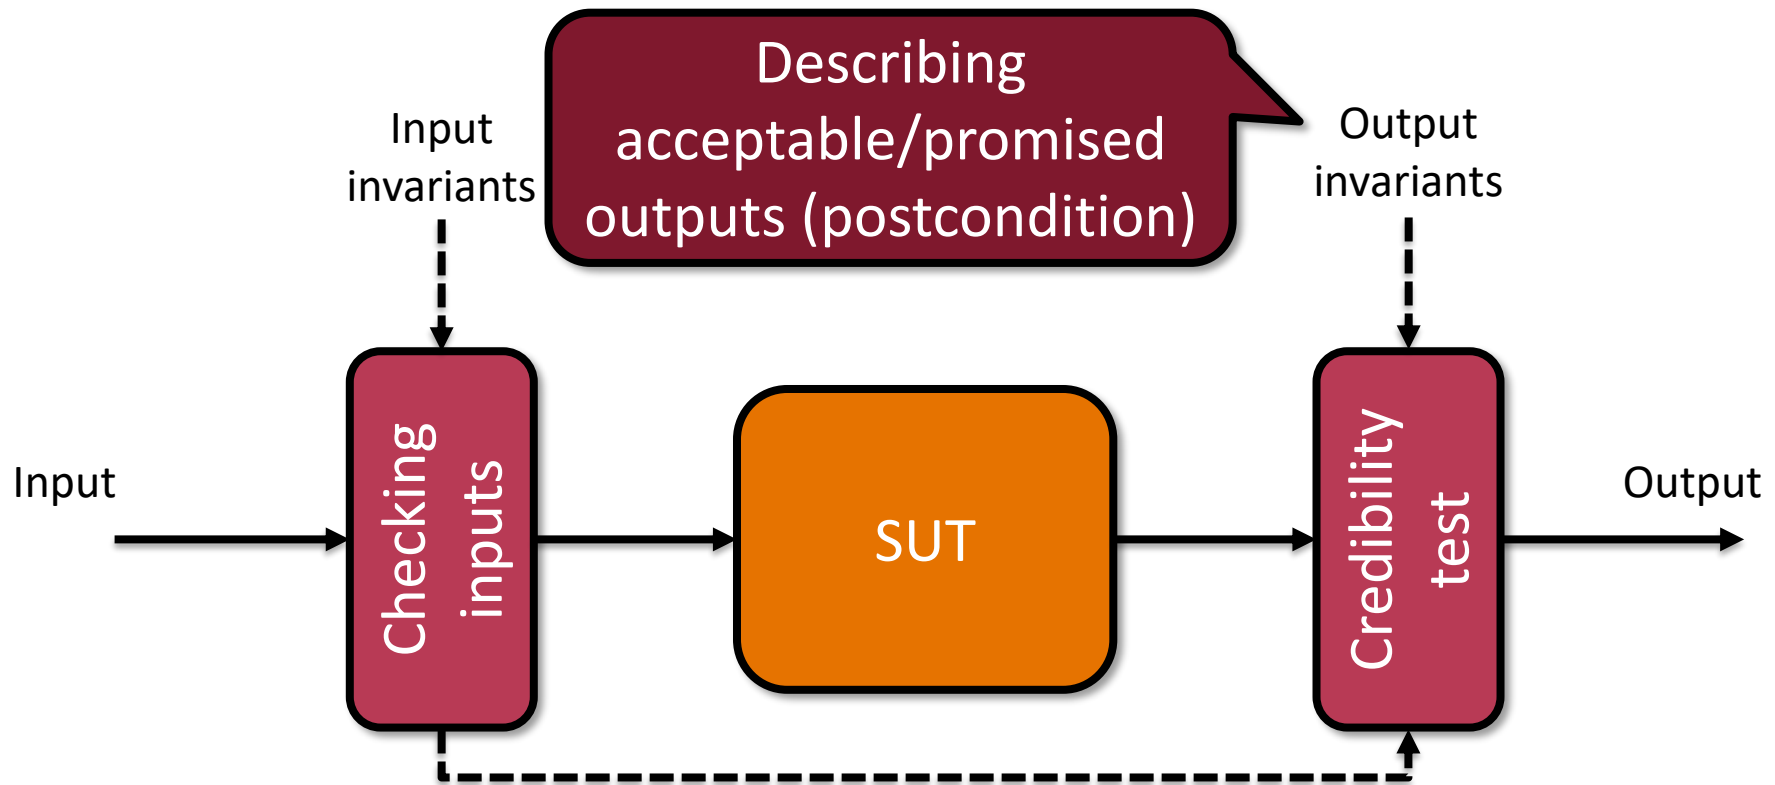 Describing
acceptable/promised
outputs (postcondition)
Input
invariants
Output
invariants
Input
Checking
inputs
SUT
Credibility
test
Output